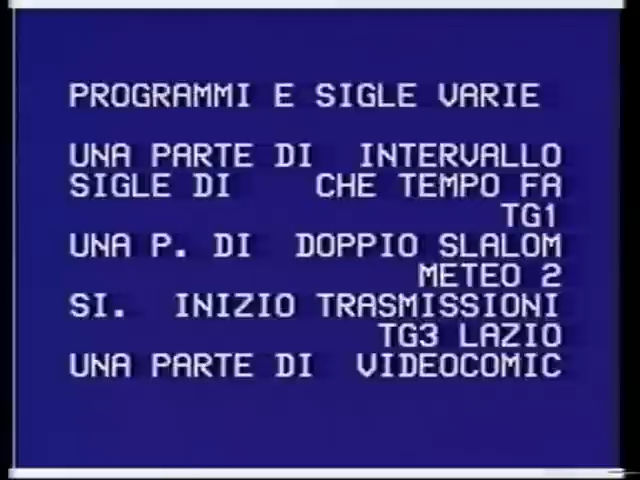 PROGRAMMI E SIGLE VARIE
UNA PARTE DI INTERVALLO
SIGLE DI CHE TEMPO FA
TG1
UNA P. DI DOPPIO SLALOM
METEO 2
SI. INIZIO TRASMISSIONI
TG3 LAZIO
UNA PARTE DI VIDEOCOMIC